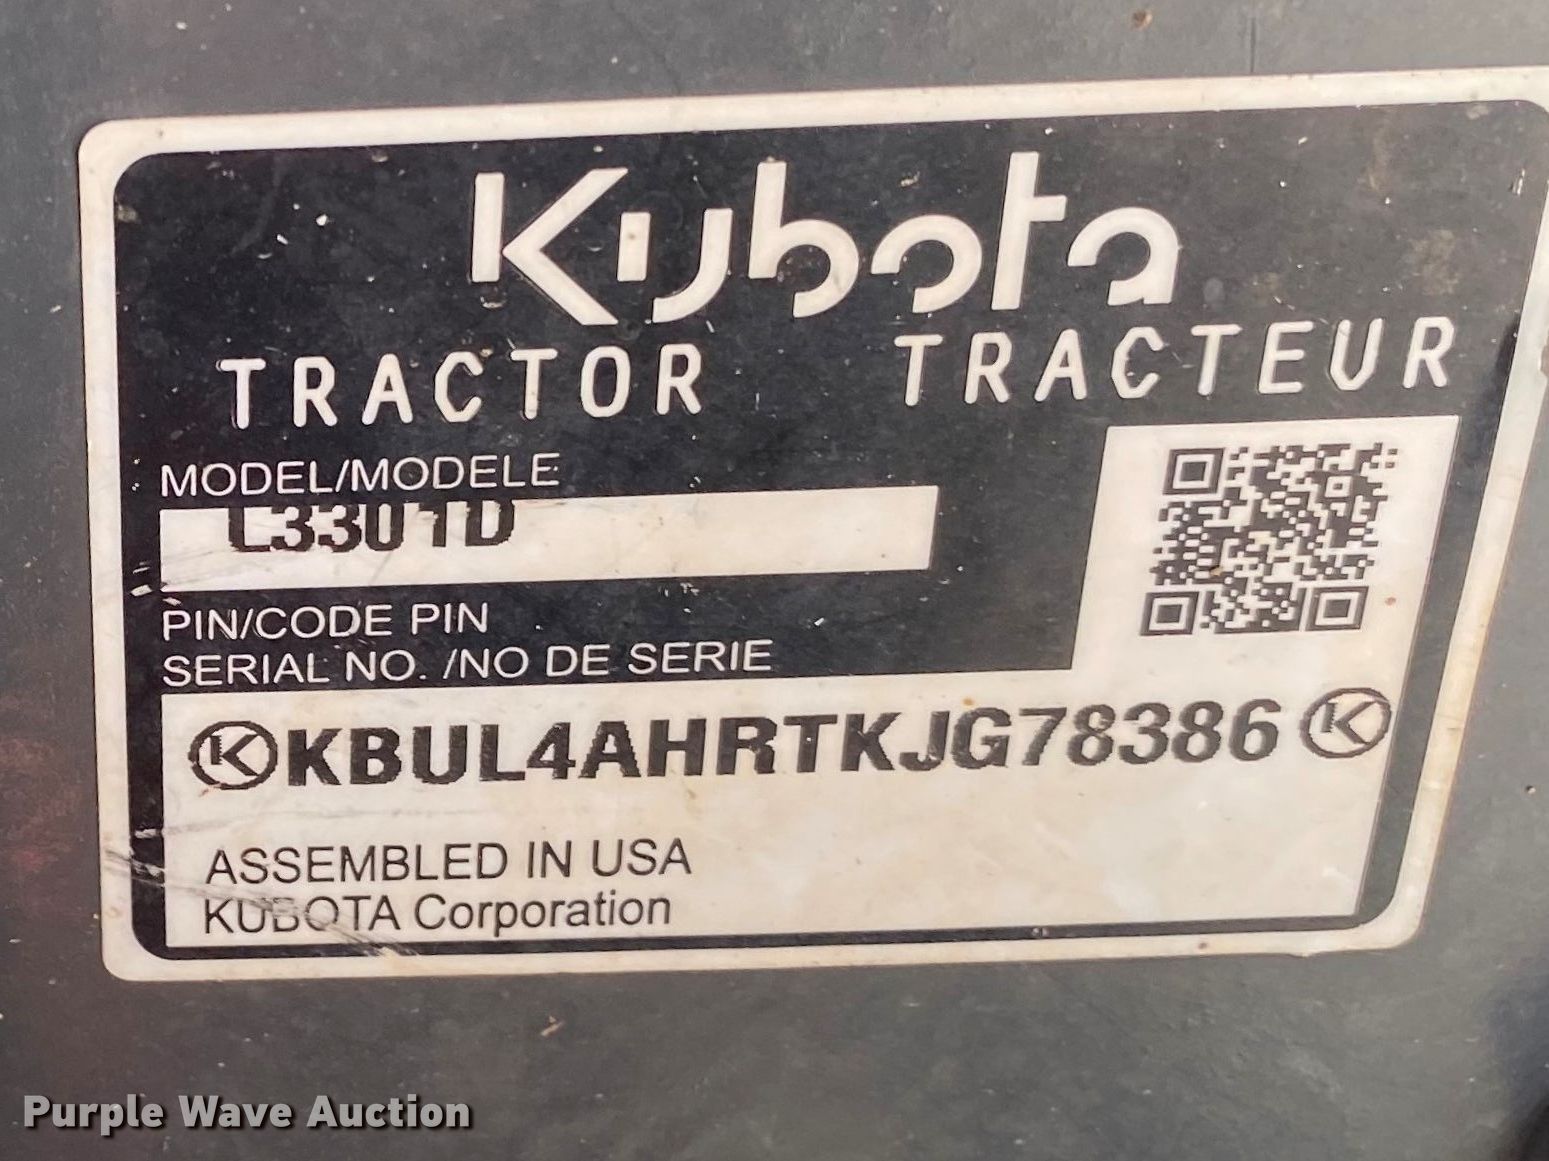 Kubota
TRACTOR TRACTEUR
MODEL/MODELE
L3301D
PIN/CODE PIN
SERIAL NO. /NO DE SERIE
KBUL4AHRTKJG78386
ASSEMBLED IN USA
KUBOTA Corporation
Purple Wave Auction